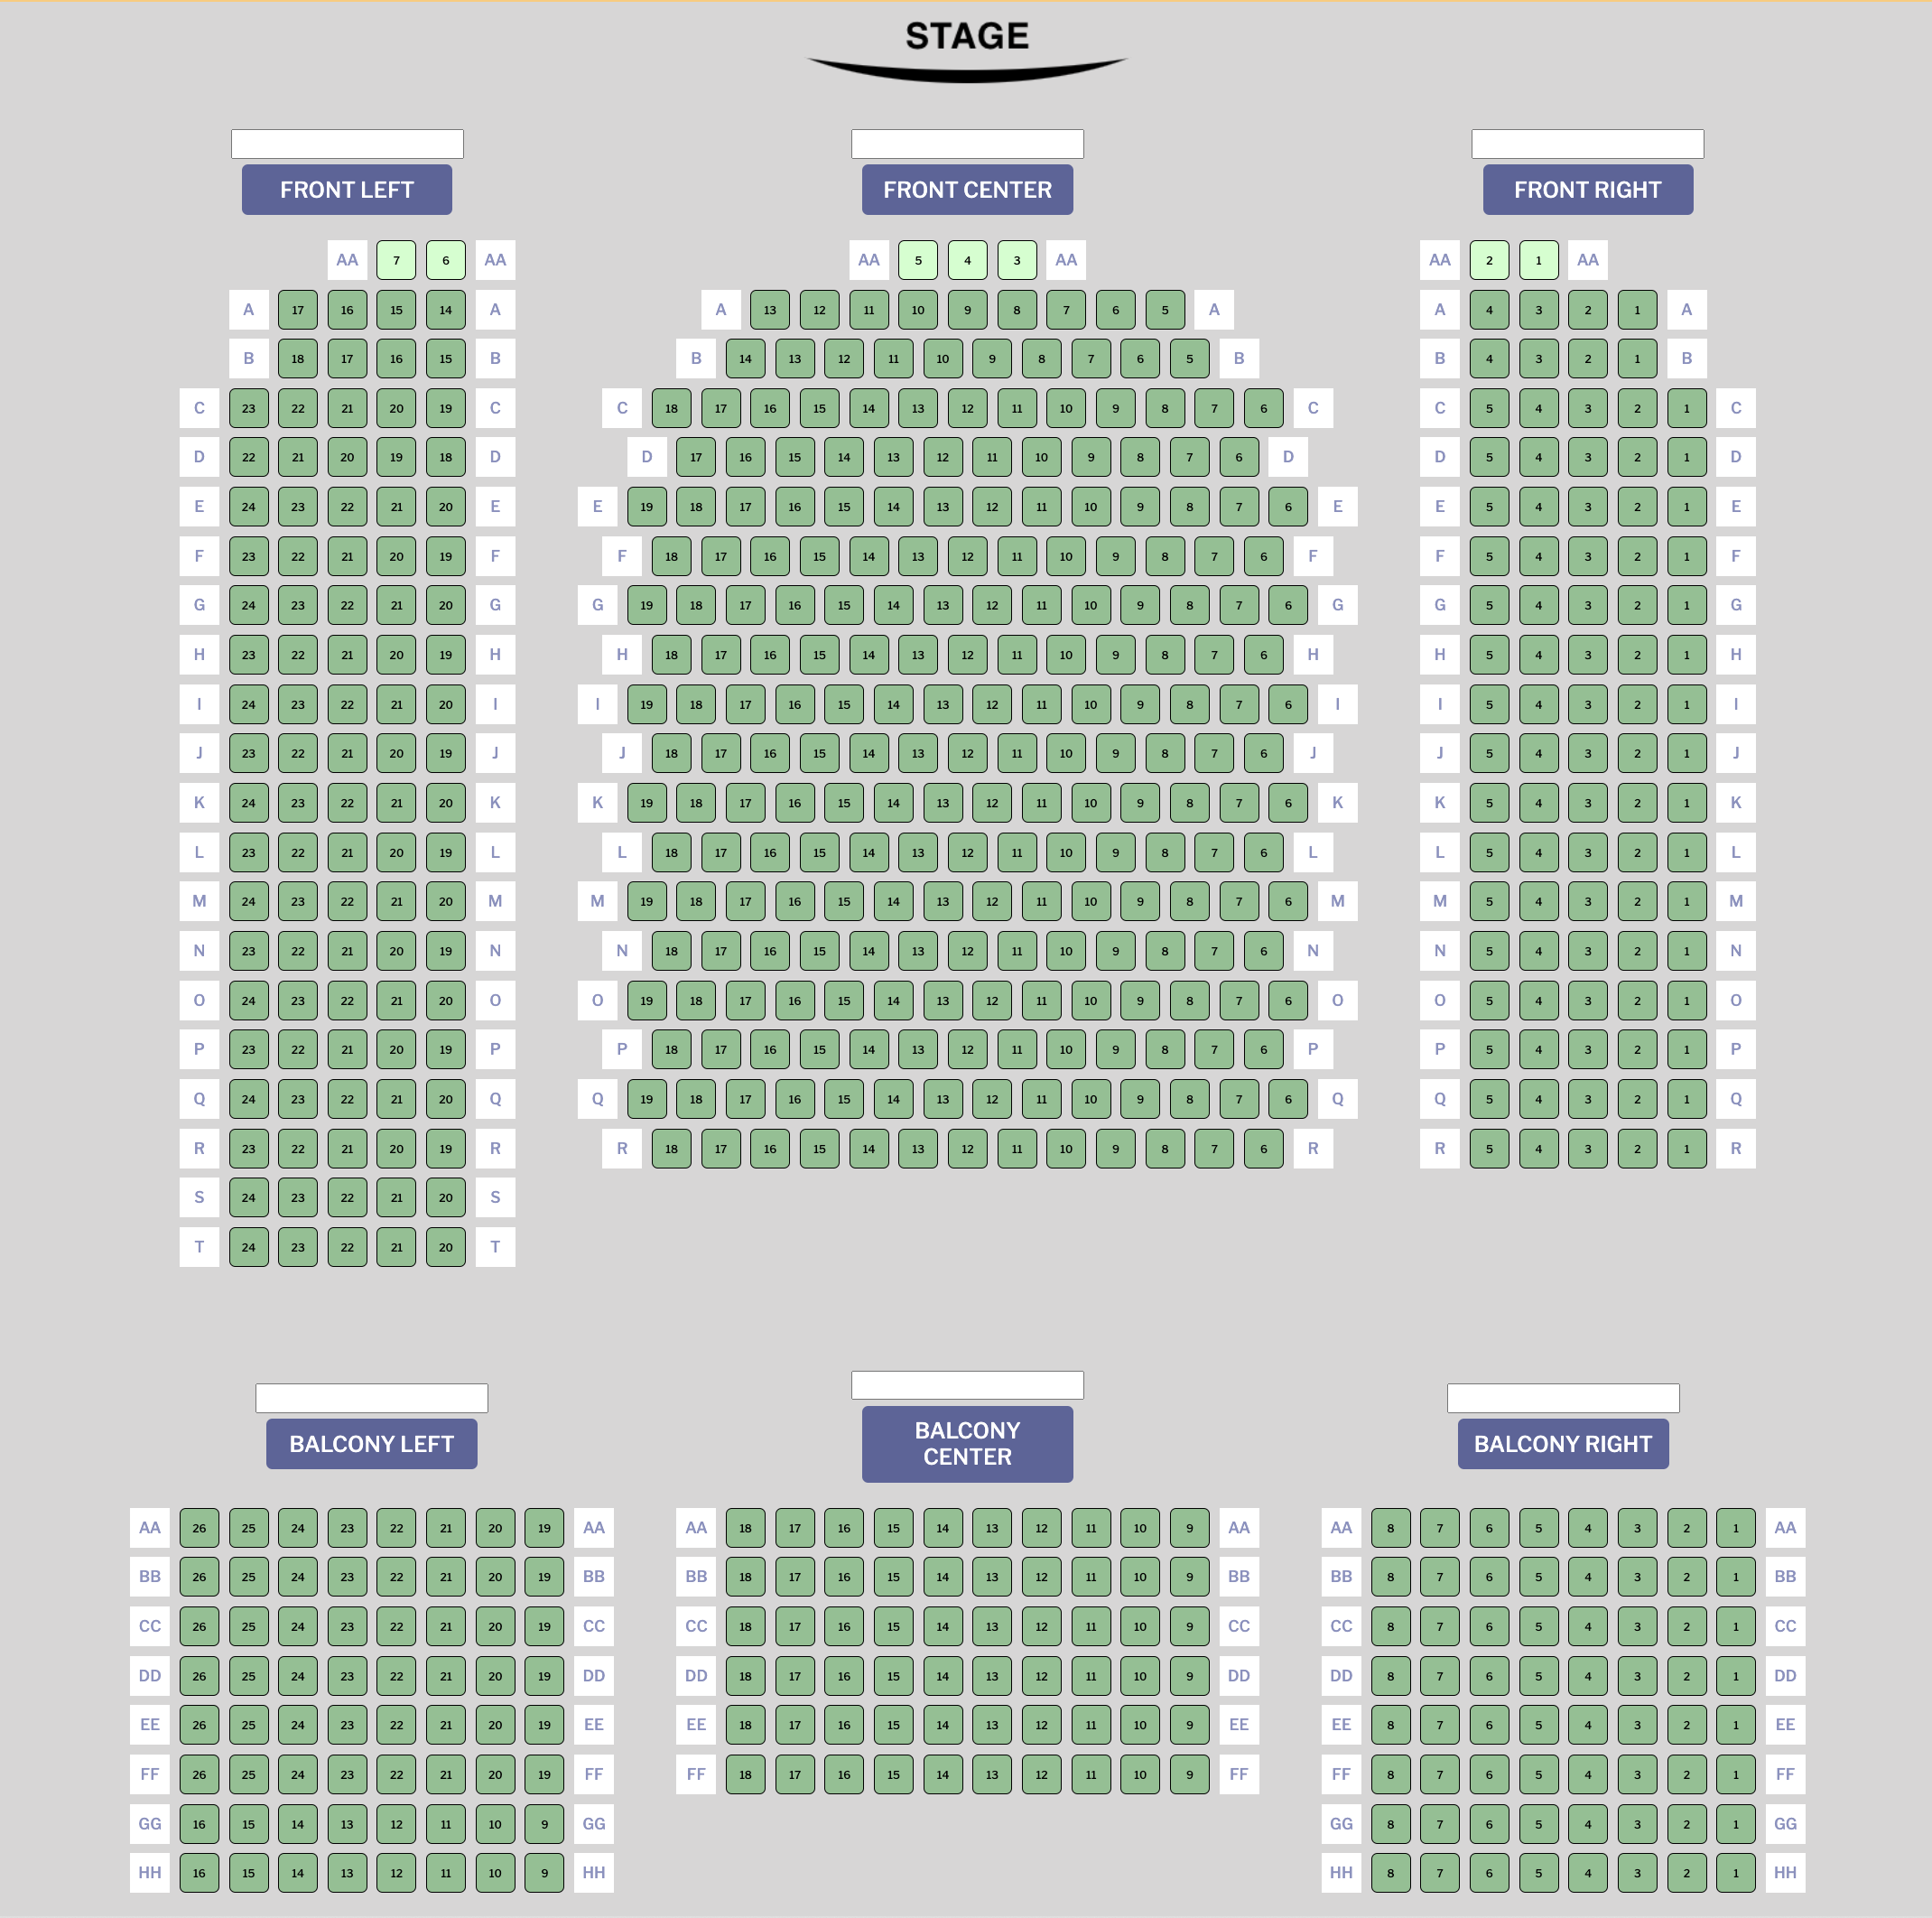 STAGE
FRONT LEFT FRONT CENTER FRONT RIGHT
AA 7 6 AA AA 5 4 3 AA AA 2 1 AA
A 17 16 15 14 A A 13 12 11 10 9 8 7 6 5 A A 4 3 2 1 A
B 18 17 16 15 B B 14 13 12 11 10 9 8 7 6 5 B B 4 3 2 1 B
C 23 22 21 20 19 C C 18 17 16 15 14 13 12 11 10 9 8 7 6 C C 5 4 3 2 1 C
D 22 21 20 19 18 D D 17 16 15 14 13 12 11 10 9 8 7 6 D D 5 4 3 2 1 D
E 24 23 22 21 20 E E 19 18 17 16 15 14 13 12 11 10 9 8 7 6 E E 5 4 3 2 1 E
F 23 22 21 20 19 F F 18 17 16 15 14 13 12 11 10 9 8 7 6 F F 5 4 3 2 1 F
G 24 23 22 21 20 G G 19 18 17 16 15 14 13 12 11 10 9 8 7 6 G G 5 4 3 2 1 G
H 23 22 21 20 19 H H 18 17 16 15 14 13 12 11 10 9 8 7 6 H H 5 4 3 2 1 H
I 24 23 22 21 20 I I 19 18 17 16 15 14 13 12 11 10 9 8 7 6 I I 5 4 3 2 1 I
J 23 22 21 20 19 J J 18 17 16 15 14 13 12 11 10 9 8 7 6 J J 5 4 3 2 1 J
K 24 23 22 21 20 K K 19 18 17 16 15 14 13 12 11 10 9 8 7 6 K K 5 4 3 2 1 K
L 23 22 21 20 19 L L 18 17 16 15 14 13 12 11 10 9 8 7 6 L L 5 4 3 2 1 L
M 24 23 22 21 20 M M 19 18 17 16 15 14 13 12 11 10 9 8 7 6 M M 5 4 3 2 1 M
N 23 22 21 20 19 N N 18 17 16 15 14 13 12 11 10 9 8 7 6 N N 5 4 3 2 1 N
O 24 23 22 21 20 O O 19 18 17 16 15 14 13 12 11 10 9 8 7 6 O O 5 4 3 2 1 O
P 23 22 21 20 19 P P 18 17 16 15 14 13 12 11 10 9 8 7 6 P P 5 4 3 2 1 P
Q 24 23 22 21 20 Q Q 19 18 17 16 15 14 13 12 11 10 9 8 7 6 Q Q 5 4 3 2 1 Q
R 23 22 21 20 19 R R 18 17 16 15 14 13 12 11 10 9 8 7 6 R R 5 4 3 2 1 R
S 24 23 22 21 20 S
T 24 23 22 21 20 T
BALCONY LEFT BALCONY
CENTER BALCONY RIGHT
AA 26 25 24 23 22 21 20 19 AA AA 18 17 16 15 14 13 12 11 10 9 AA AA 8 7 6 5 4 3 2 1 AA
BB 26 25 24 23 22 21 20 19 BB BB 18 17 16 15 14 13 12 11 10 9 BB BB 8 7 6 5 4 3 2 1 BB
CC 26 25 24 23 22 21 20 19 CC CC 18 17 16 15 14 13 12 11 10 9 CC CC 8 7 6 5 4 3 2 1 CC
DD 26 25 24 23 22 21 20 19 DD DD 18 17 16 15 14 13 12 11 10 9 DD DD 8 7 6 5 4 3 2 1 DD
EE 26 25 24 23 22 21 20 19 EE EE 18 17 16 15 14 13 12 11 10 9 EE EE 8 7 6 5 4 3 2 1 EE
FF 26 25 24 23 22 21 20 19 FF FF 18 17 16 15 14 13 12 11 10 9 FF FF 8 7 6 5 4 3 2 1 FF
GG 16 15 14 13 12 11 10 9 GG GG 8 7 6 5 4 3 2 1 GG
HH 16 15 14 13 12 11 10 9 HH HH 8 7 6 5 4 3 2 1 HH